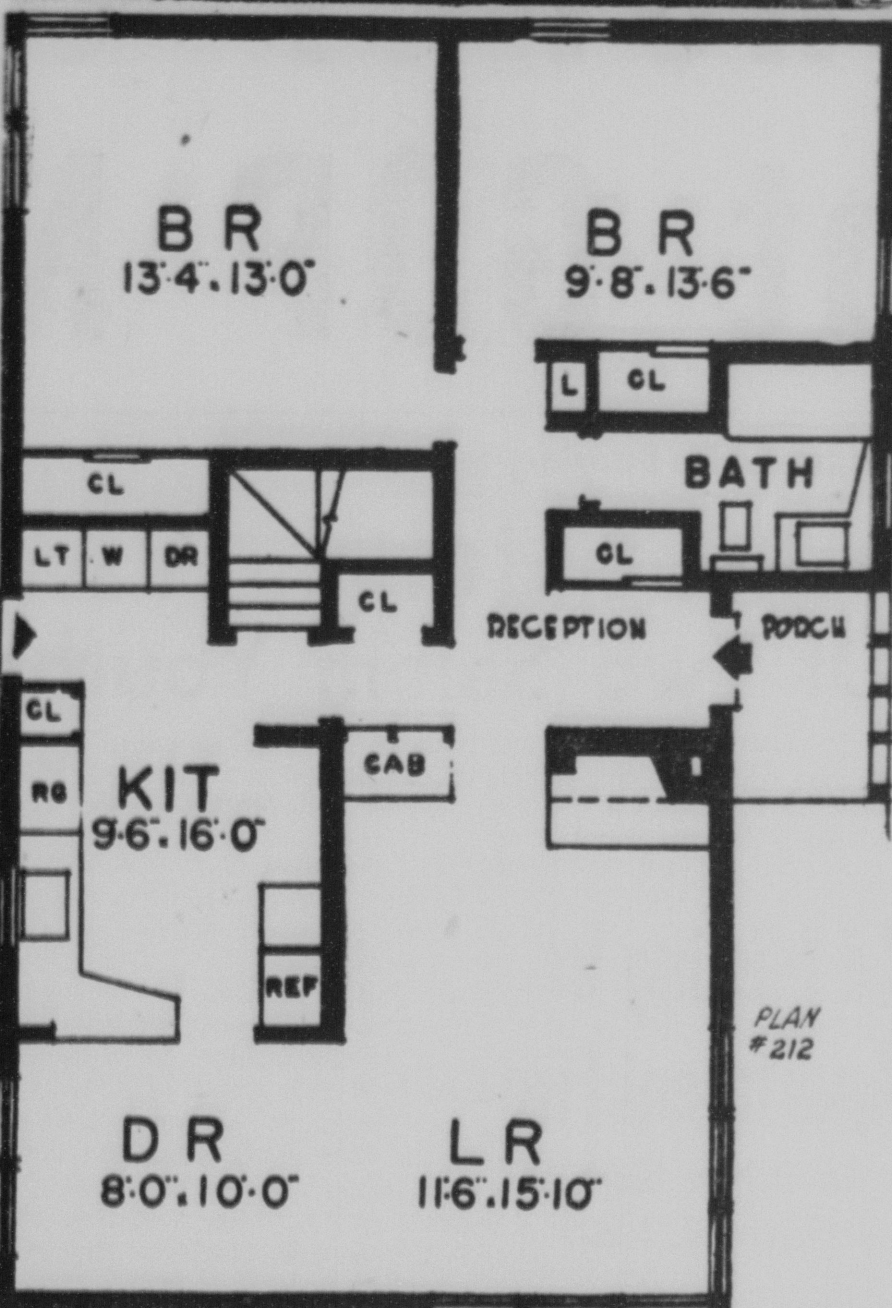 B R
13'·4"·13'·0"
B R
9'·8"·13'·6"
L
CL
CL
BATH
LT
W
DR
CL
CL
RECEPTION
PORCH
CL
CAB
RG
KIT
9'·6"·16'·0"
REF
PLAN
#212
D R
8'·0"·10'·0"
L R
11'·6"·15'·10"